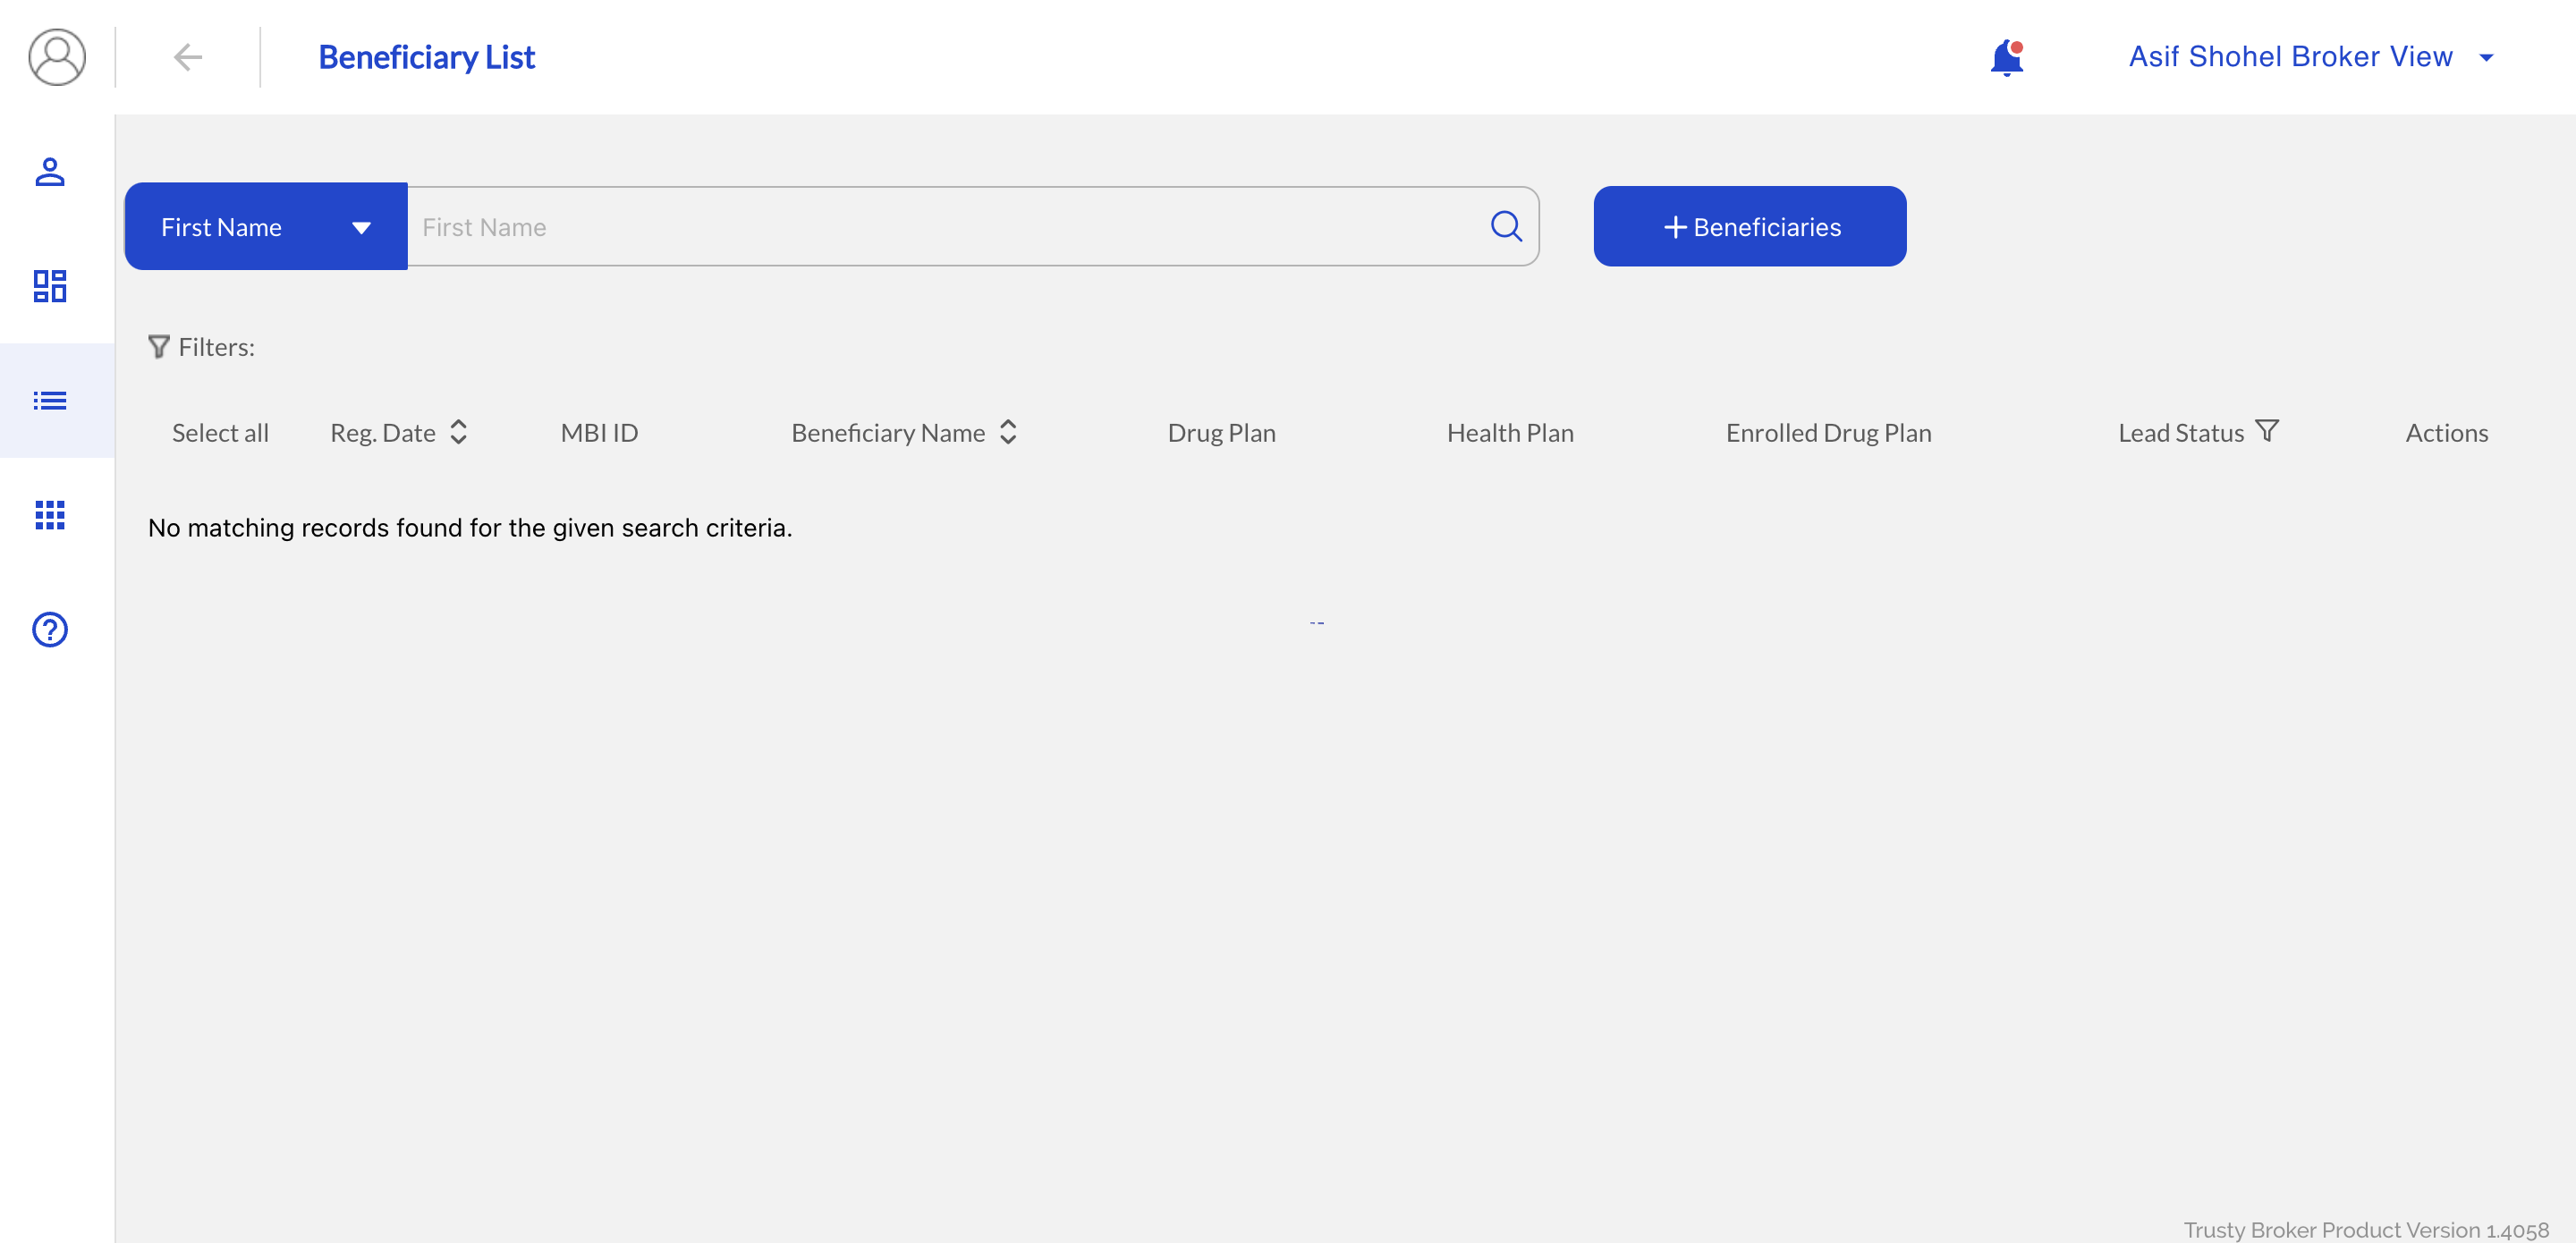 Beneficiary List
Asif Shohel Broker View
First Name
First Name
+ Beneficiaries
Filters:
Select all Reg. Date MBI ID Beneficiary Name Drug Plan Health Plan Enrolled Drug Plan Lead Status Actions
No matching records found for the given search criteria.
--
Trusty Broker Product Version 1.4058